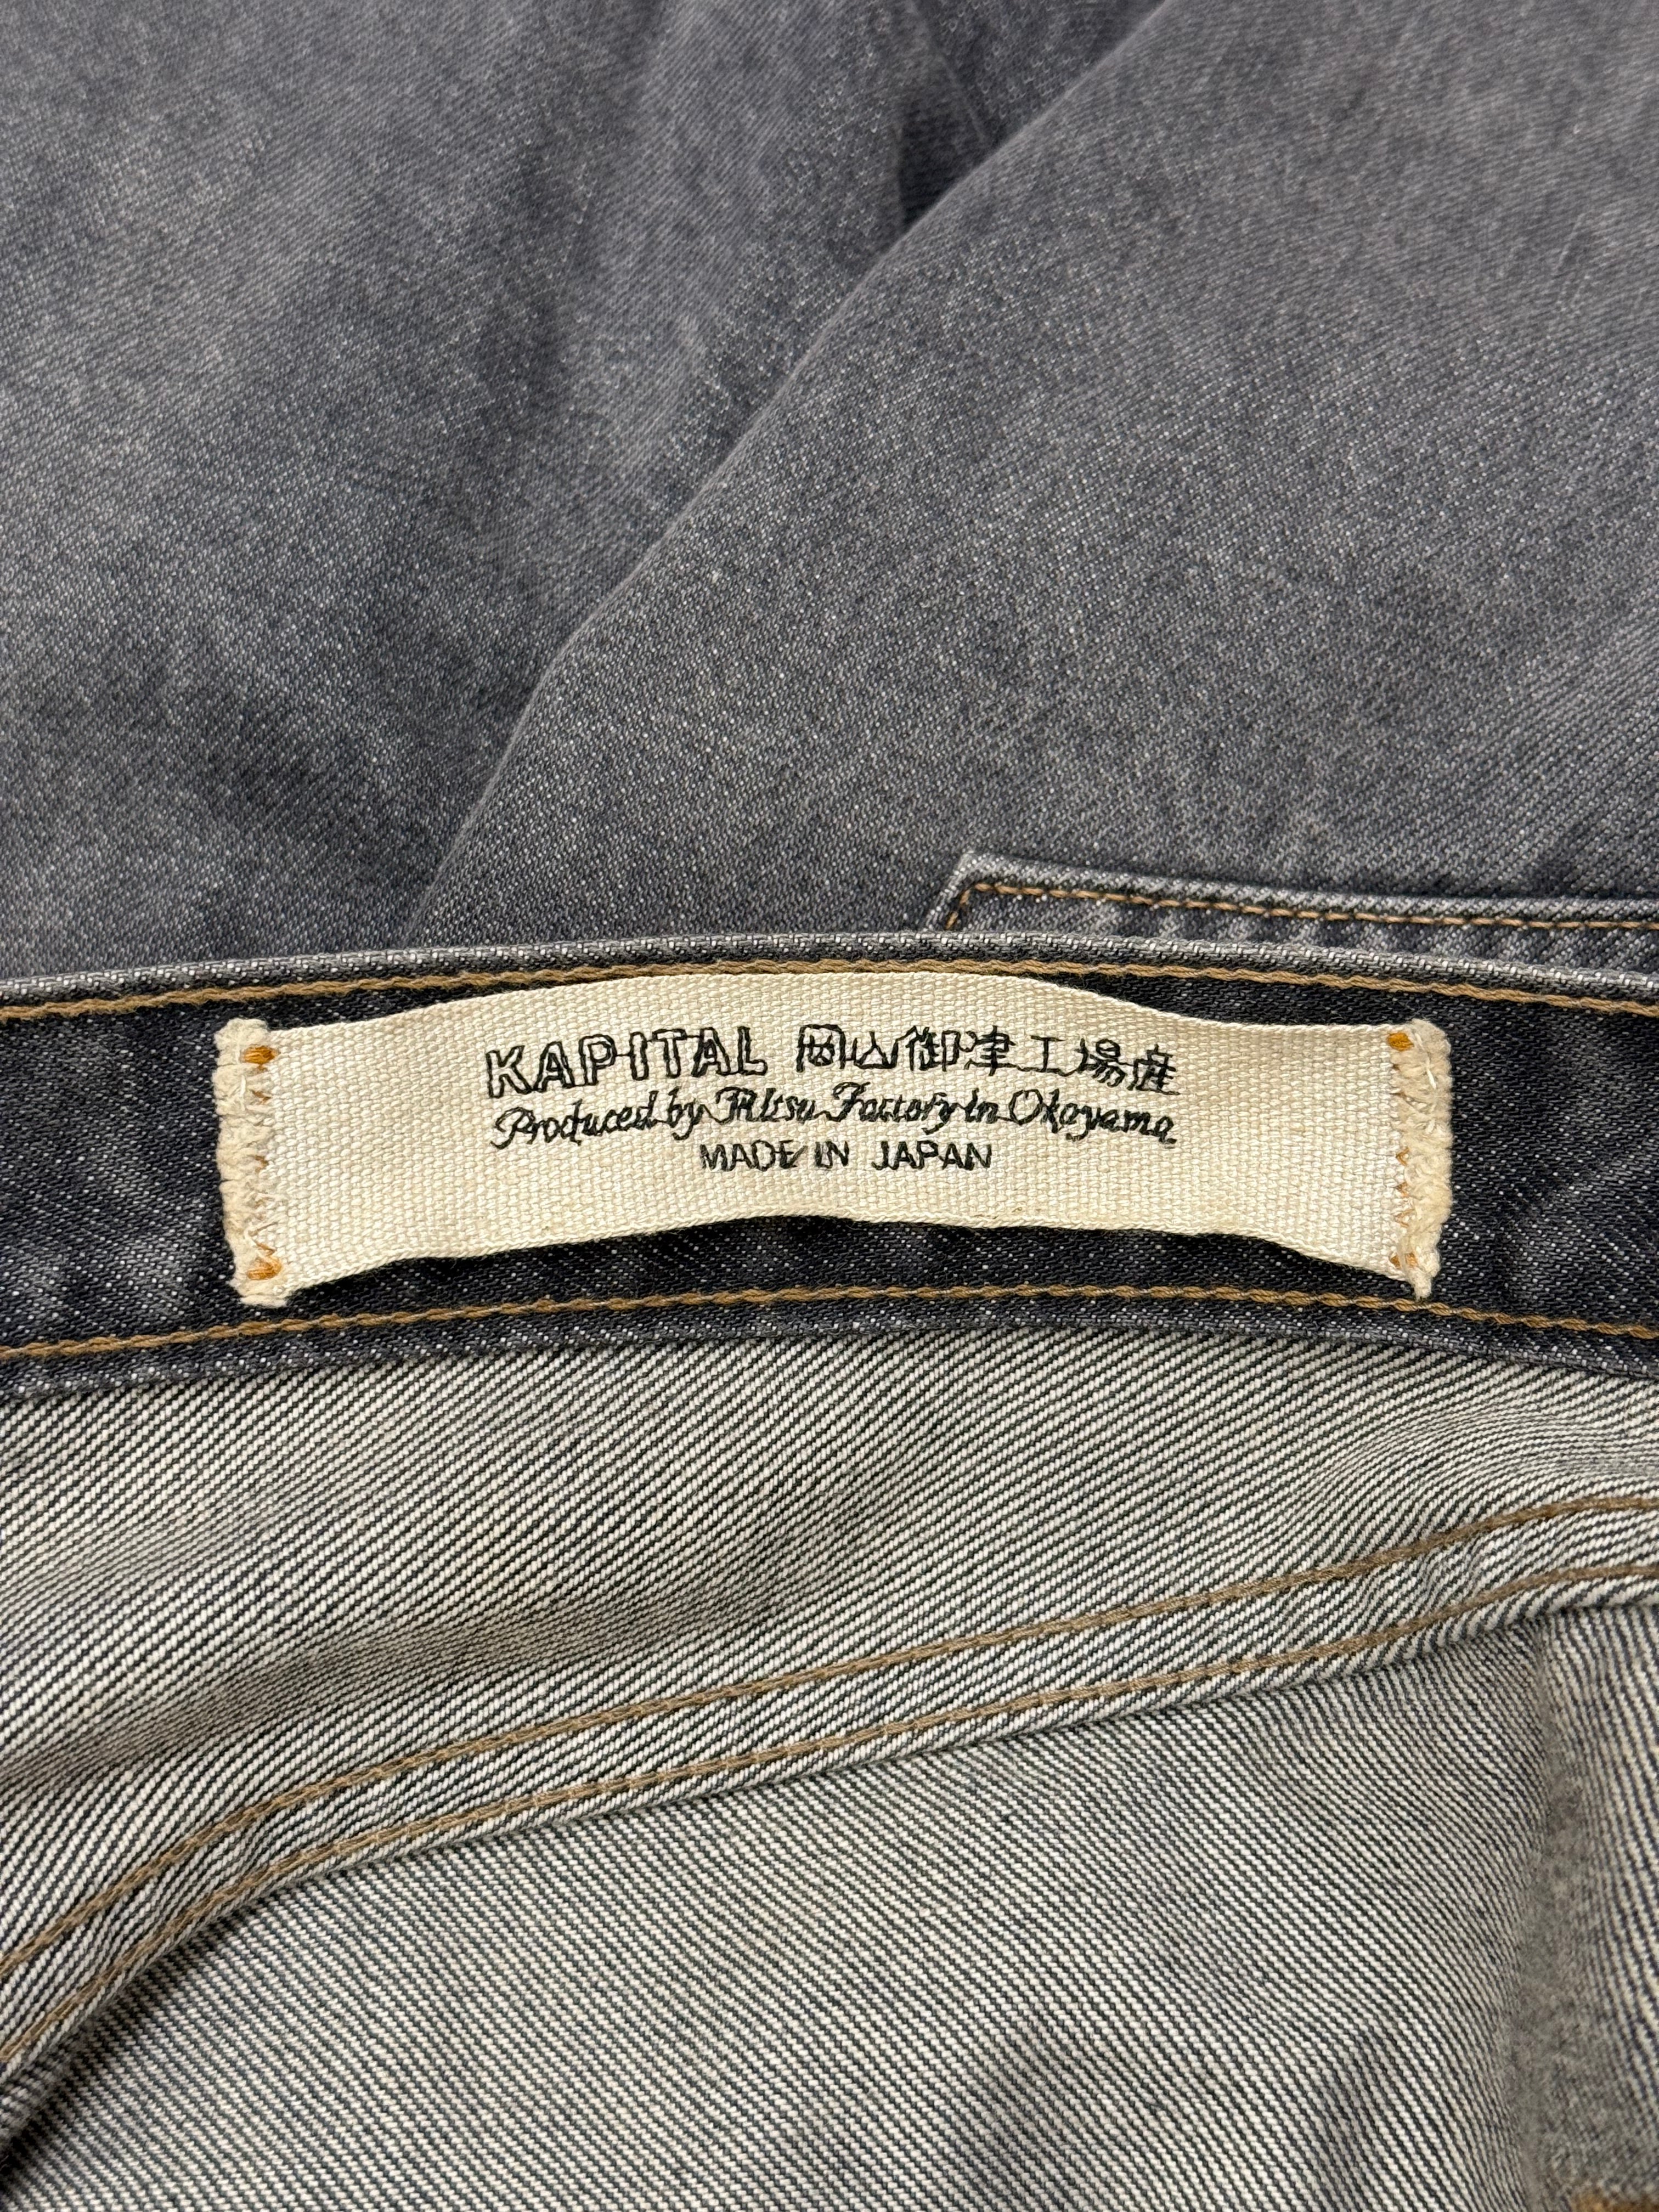 KAPITAL 岡山御津工場産
Produced by Mitsu Factory in Okayama
MADE IN JAPAN